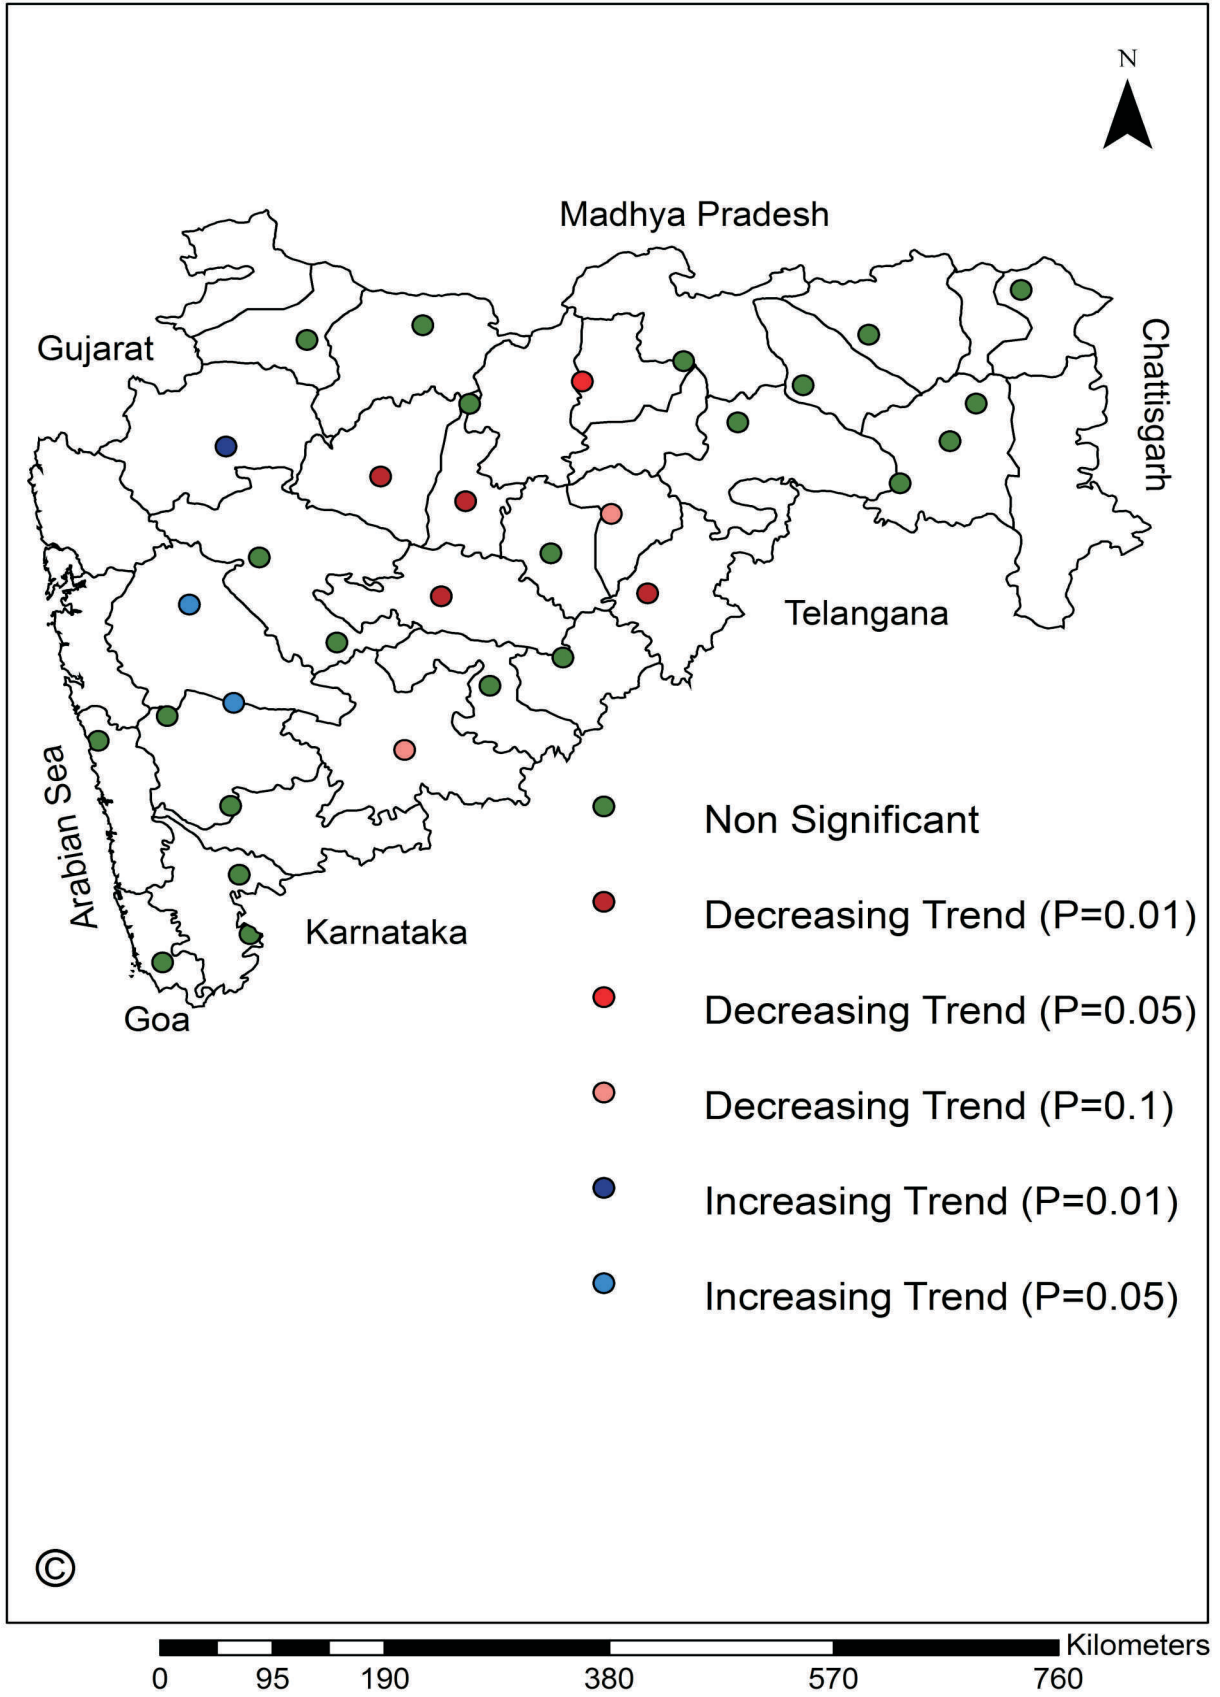 N
Madhya Pradesh
Gujarat
Chattisgarh
Telangana
Arabian Sea
Karnataka
Goa
Non Significant
Decreasing Trend (P=0.01)
Decreasing Trend (P=0.05)
Decreasing Trend (P=0.1)
Increasing Trend (P=0.01)
Increasing Trend (P=0.05)
©
Kilometers
0 95 190 380 570 760